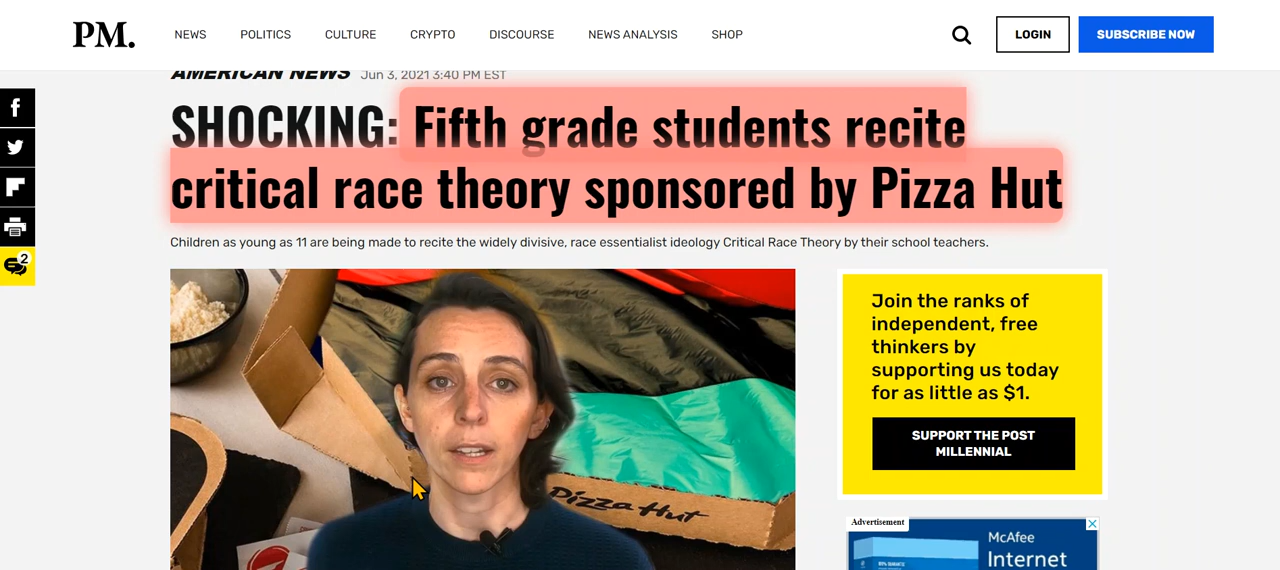 PM.
NEWS POLITICS CULTURE CRYPTO DISCOURSE NEWS ANALYSIS SHOP
LOGIN
SUBSCRIBE NOW
AMERICAN NEWS Jun 3, 2021 3:40 PM EST
SHOCKING: Fifth grade students recite
critical race theory sponsored by Pizza Hut
Children as young as 11 are being made to recite the widely divisive, race essentialist ideology Critical Race Theory by their school teachers.
2
Pizza Hut
Join the ranks of
independent, free
thinkers by
supporting us today
for as little as $1.
SUPPORT THE POST
MILLENNIAL
Advertisement
McAfee
Internet